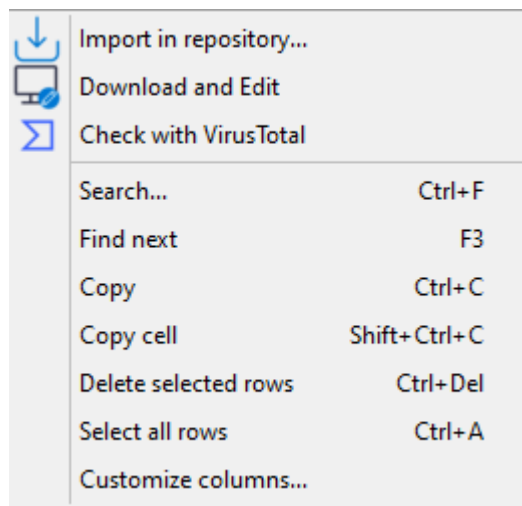 Import in repository...
Download and Edit
Check with VirusTotal
Search... Ctrl+F
Find next F3
Copy Ctrl+C
Copy cell Shift+Ctrl+C
Delete selected rows Ctrl+Del
Select all rows Ctrl+A
Customize columns...